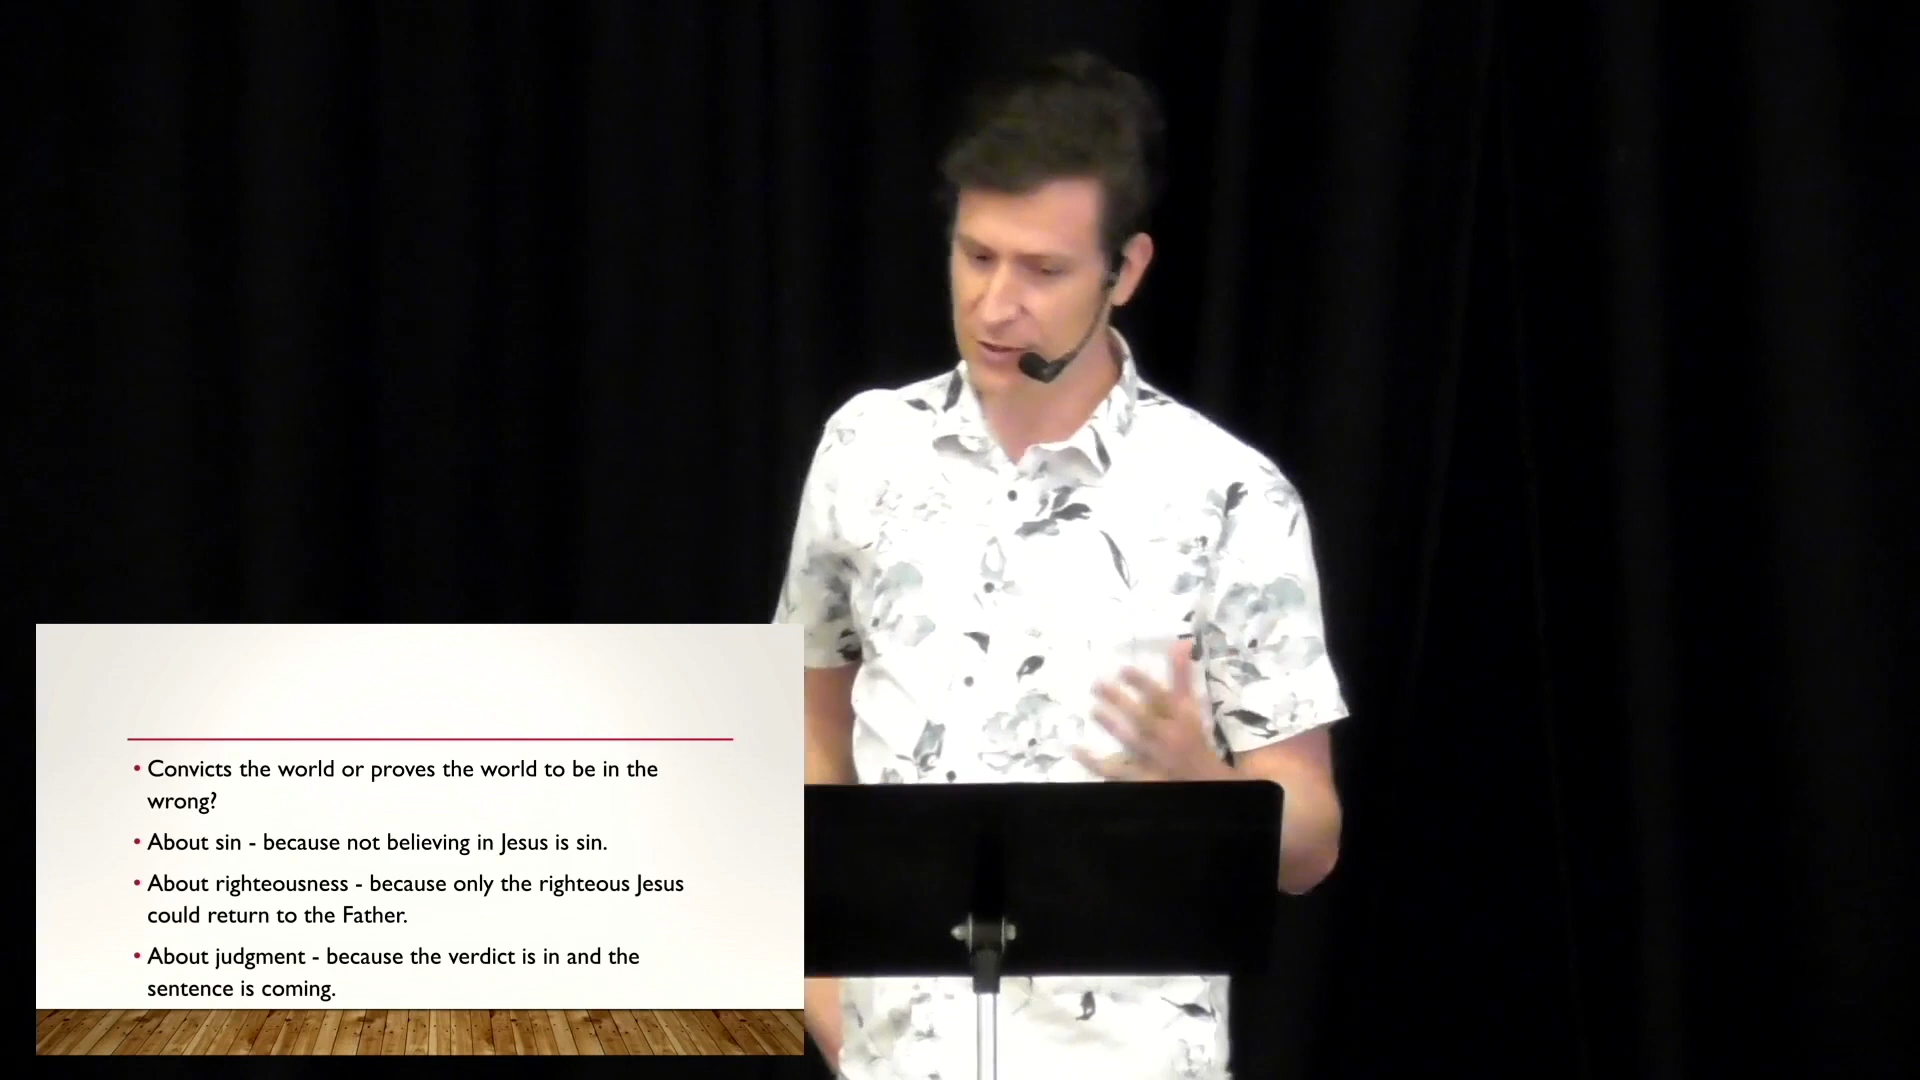 • Convicts the world or proves the world to be in the
wrong?
• About sin - because not believing in Jesus is sin.
• About righteousness - because only the righteous Jesus
could return to the Father.
• About judgment - because the verdict is in and the
sentence is coming.